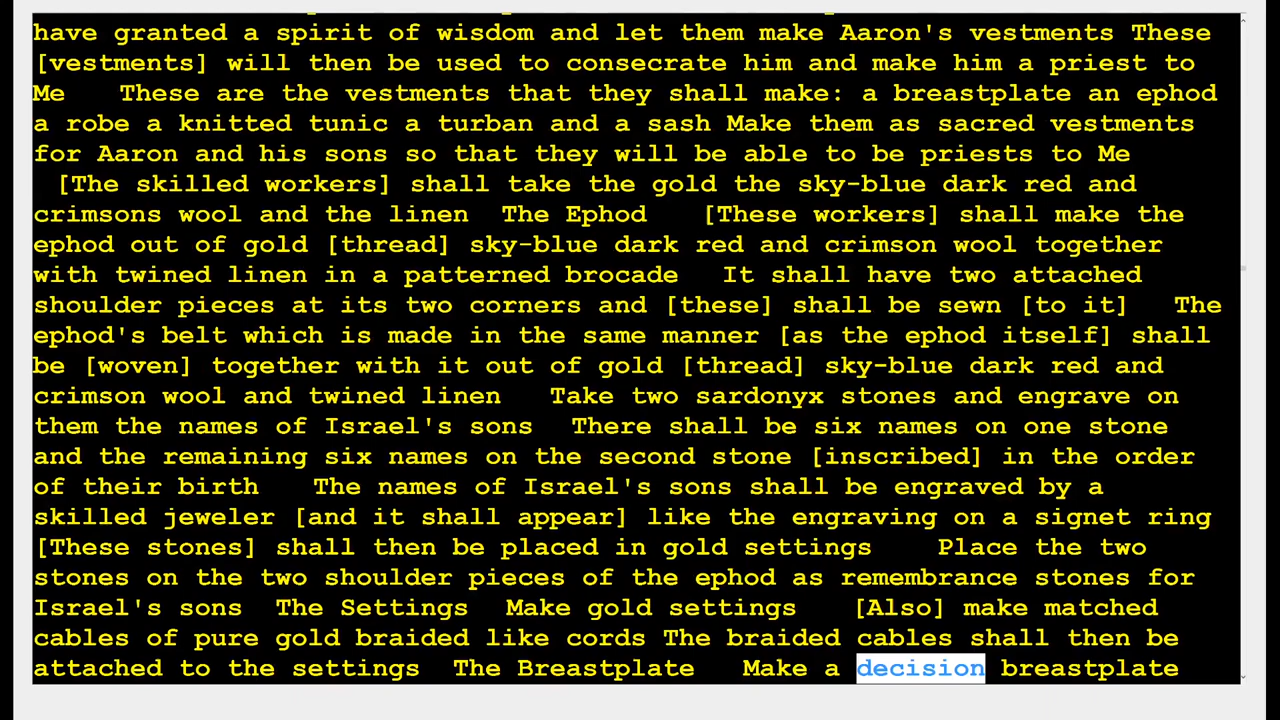 have granted a spirit of wisdom and let them make Aaron's vestments These
[vestments] will then be used to consecrate him and make him a priest to
Me These are the vestments that they shall make: a breastplate an ephod
a robe a knitted tunic a turban and a sash Make them as sacred vestments
for Aaron and his sons so that they will be able to be priests to Me
[The skilled workers] shall take the gold the sky-blue dark red and
crimsons wool and the linen The Ephod [These workers] shall make the
ephod out of gold [thread] sky-blue dark red and crimson wool together
with twined linen in a patterned brocade It shall have two attached
shoulder pieces at its two corners and [these] shall be sewn [to it] The
ephod's belt which is made in the same manner [as the ephod itself] shall
be [woven] together with it out of gold [thread] sky-blue dark red and
crimson wool and twined linen Take two sardonyx stones and engrave on
them the names of Israel's sons There shall be six names on one stone
and the remaining six names on the second stone [inscribed] in the order
of their birth The names of Israel's sons shall be engraved by a
skilled jeweler [and it shall appear] like the engraving on a signet ring
[These stones] shall then be placed in gold settings Place the two
stones on the two shoulder pieces of the ephod as remembrance stones for
Israel's sons The Settings Make gold settings [Also] make matched
cables of pure gold braided like cords The braided cables shall then be
attached to the settings The Breastplate Make a decision breastplate